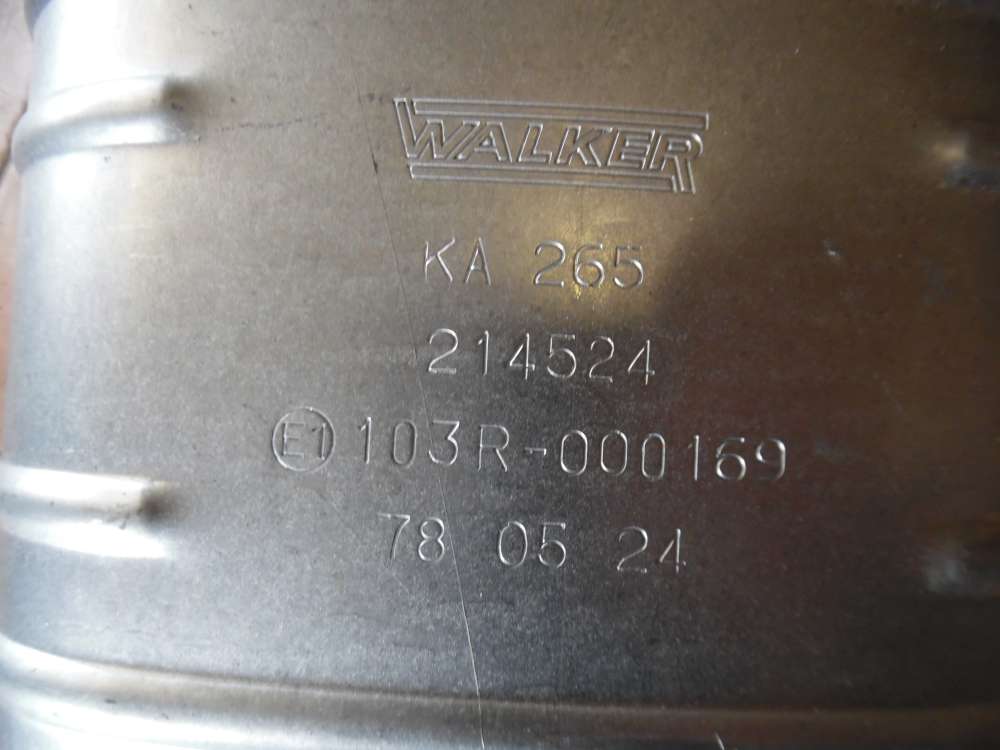 WALKER
KA 265
214524
E1 103R-000169
78 05 24